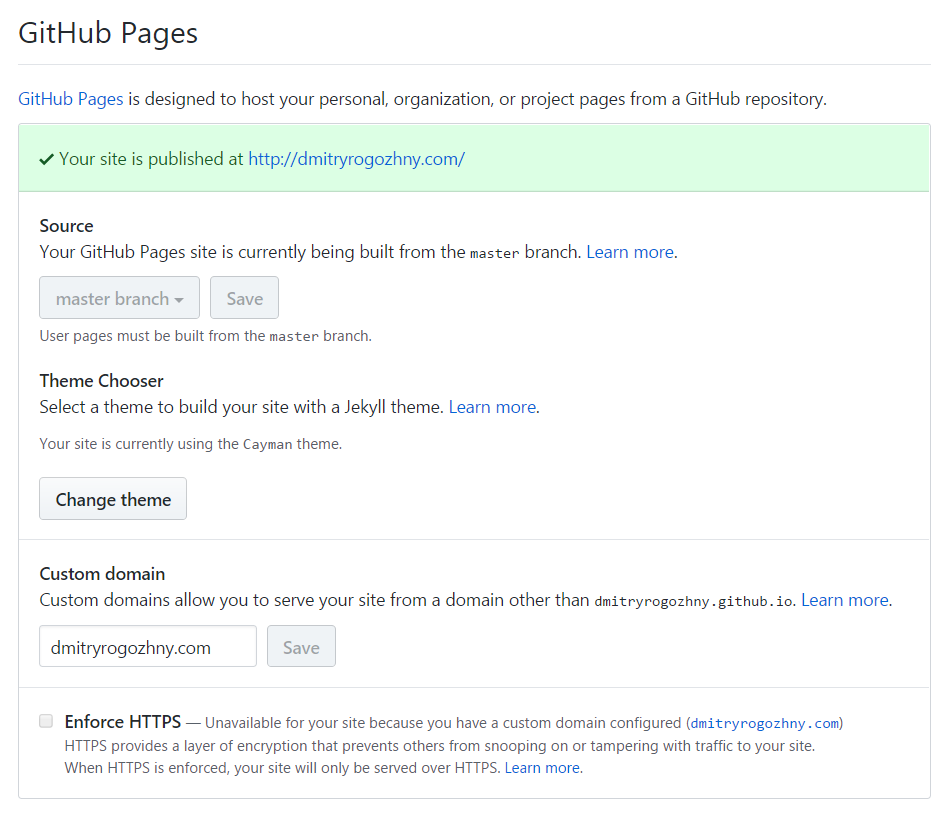 GitHub Pages
GitHub Pages is designed to host your personal, organization, or project pages from a GitHub repository.
Your site is published at http://dmitryrogozhny.com/
Source
Your GitHub Pages site is currently being built from the master branch. Learn more.
master branch Save
User pages must be built from the master branch.
Theme Chooser
Select a theme to build your site with a Jekyll theme. Learn more.
Your site is currently using the Cayman theme.
Change theme
Custom domain
Custom domains allow you to serve your site from a domain other than dmitryrogozhny.github.io. Learn more.
dmitryrogozhny.com Save
Enforce HTTPS — Unavailable for your site because you have a custom domain configured (dmitryrogozhny.com)
HTTPS provides a layer of encryption that prevents others from snooping on or tampering with traffic to your site.
When HTTPS is enforced, your site will only be served over HTTPS. Learn more.